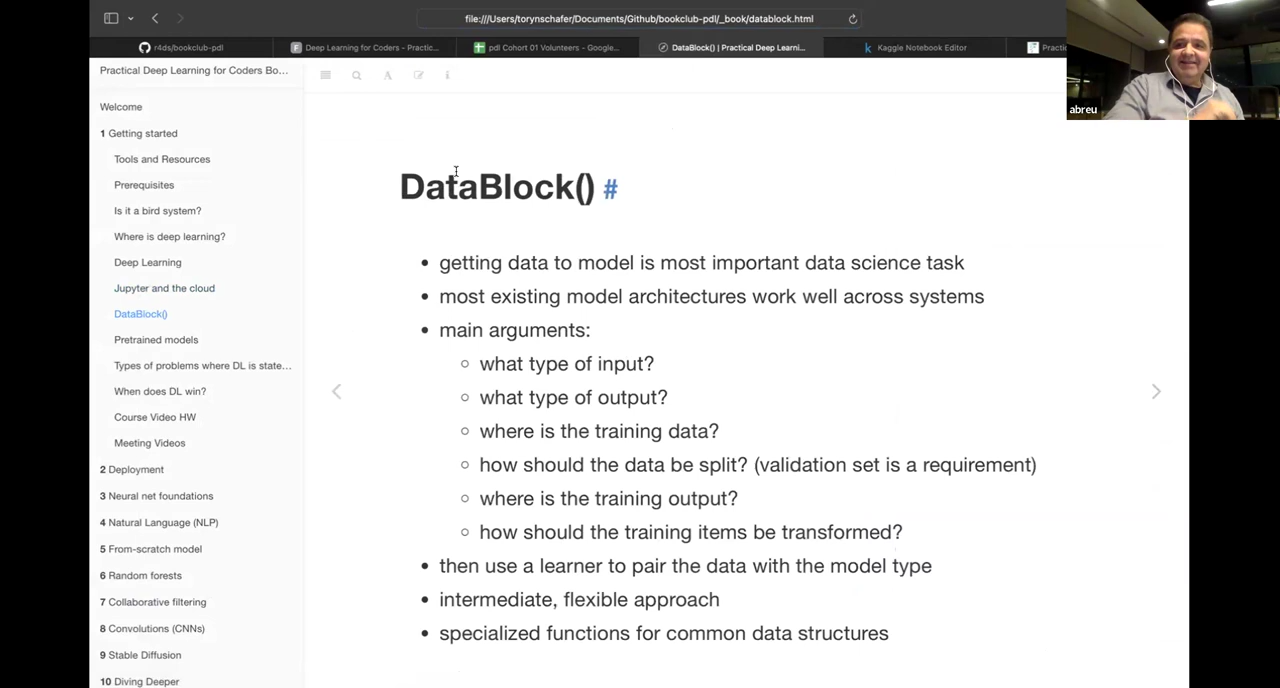 file:///Users/torynschafer/Documents/Github/bookclub-pdl/_book/datablock.html
r4ds/bookclub-pdl
Deep Learning for Coders - Practic...
pdl Cohort 01 Volunteers - Google...
DataBlock() | Practical Deep Learni...
Kaggle Notebook Editor
Practi
abreu
Practical Deep Learning for Coders Bo...
Welcome
1 Getting started
Tools and Resources
Prerequisites
Is it a bird system?
Where is deep learning?
Deep Learning
Jupyter and the cloud
DataBlock()
Pretrained models
Types of problems where DL is state...
When does DL win?
Course Video HW
Meeting Videos
2 Deployment
3 Neural net foundations
4 Natural Language (NLP)
5 From-scratch model
6 Random forests
7 Collaborative filtering
8 Convolutions (CNNs)
9 Stable Diffusion
10 Diving Deeper
DataBlock() #
getting data to model is most important data science task
most existing model architectures work well across systems
main arguments:
what type of input?
what type of output?
where is the training data?
how should the data be split? (validation set is a requirement)
where is the training output?
how should the training items be transformed?
then use a learner to pair the data with the model type
intermediate, flexible approach
specialized functions for common data structures